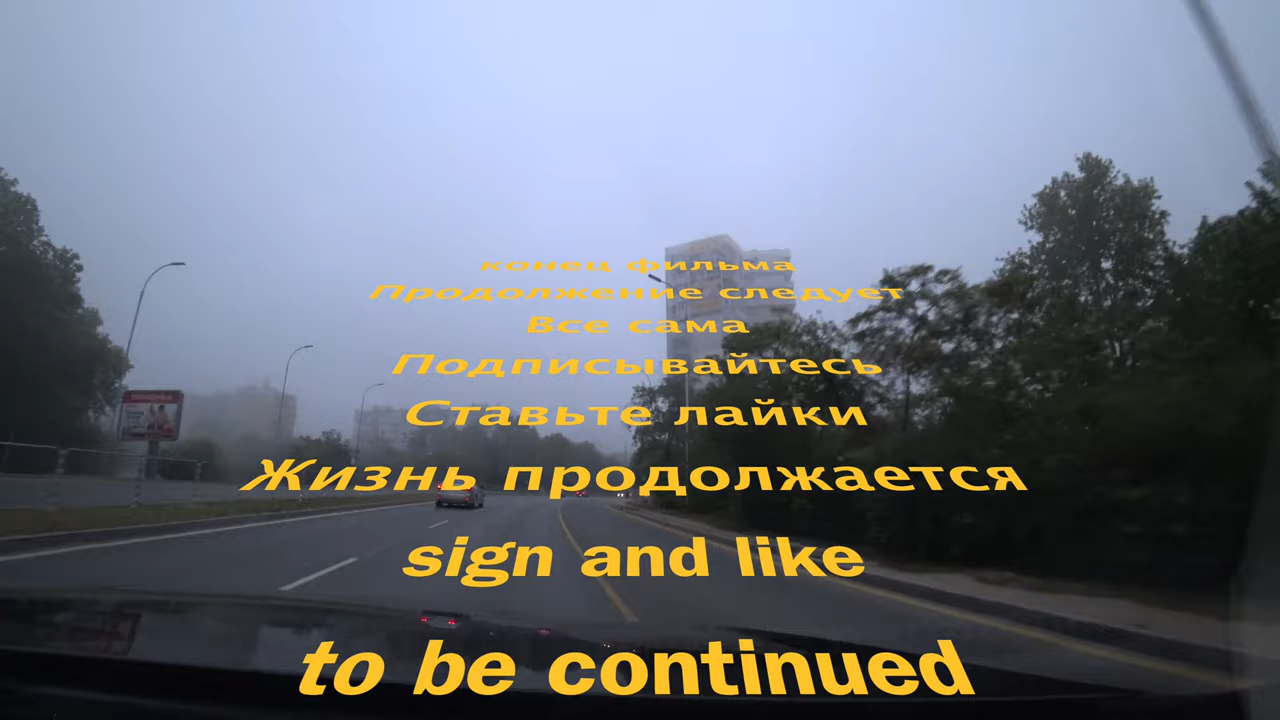 конец фильма
Продолжение следует
Все сама
Подписывайтесь
Ставьте лайки
Жизнь продолжается
sign and like
to be continued